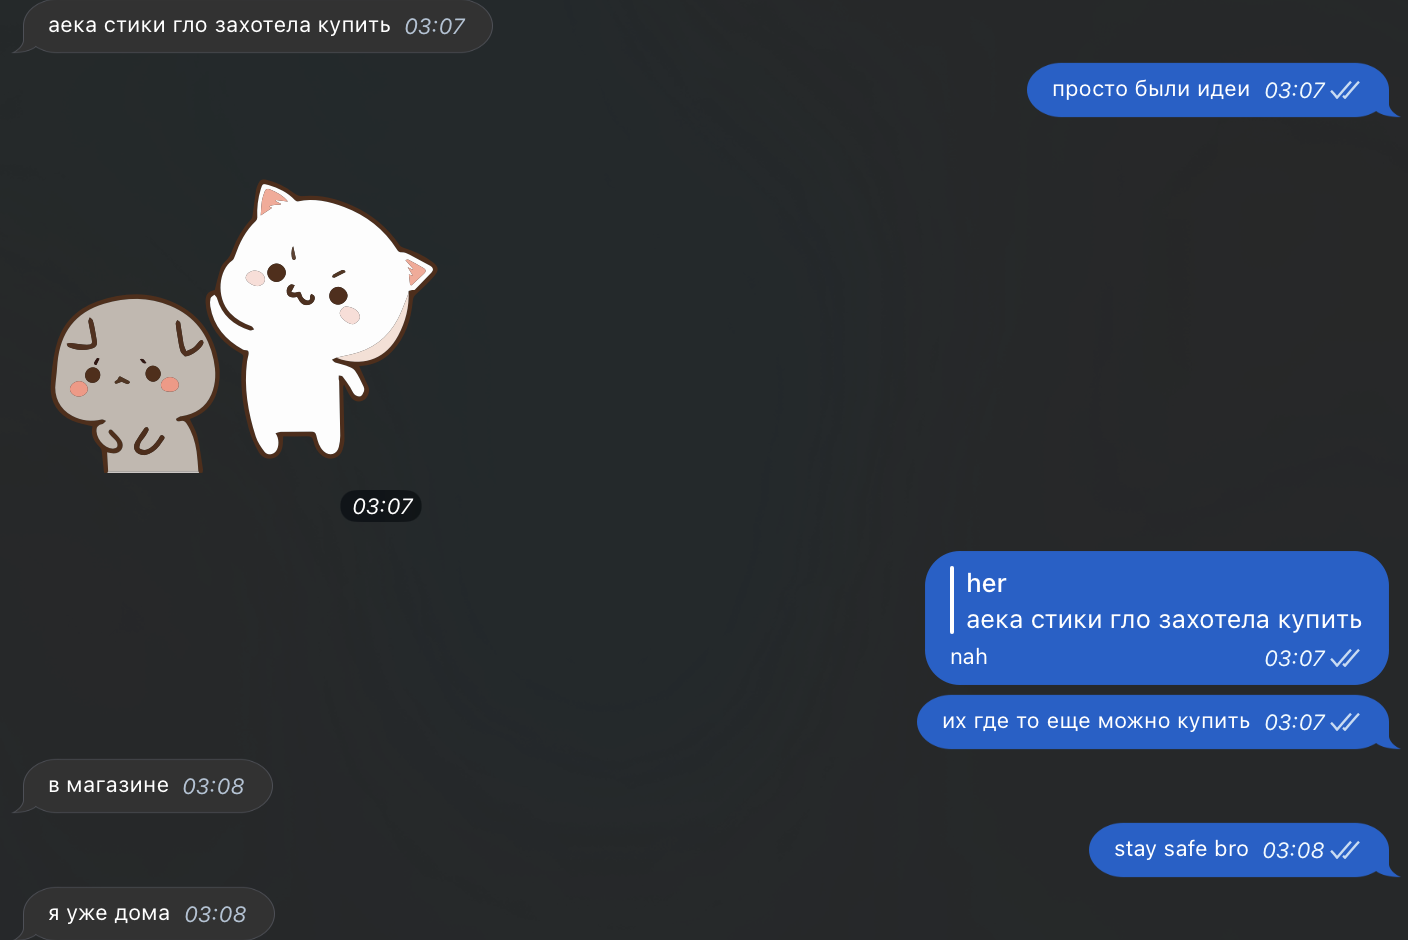 аека стики гло захотела купить 03:07
просто были идеи 03:07
03:07
her
аека стики гло захотела купить
nah 03:07
их где то еще можно купить 03:07
в магазине 03:08
stay safe bro 03:08
я уже дома 03:08